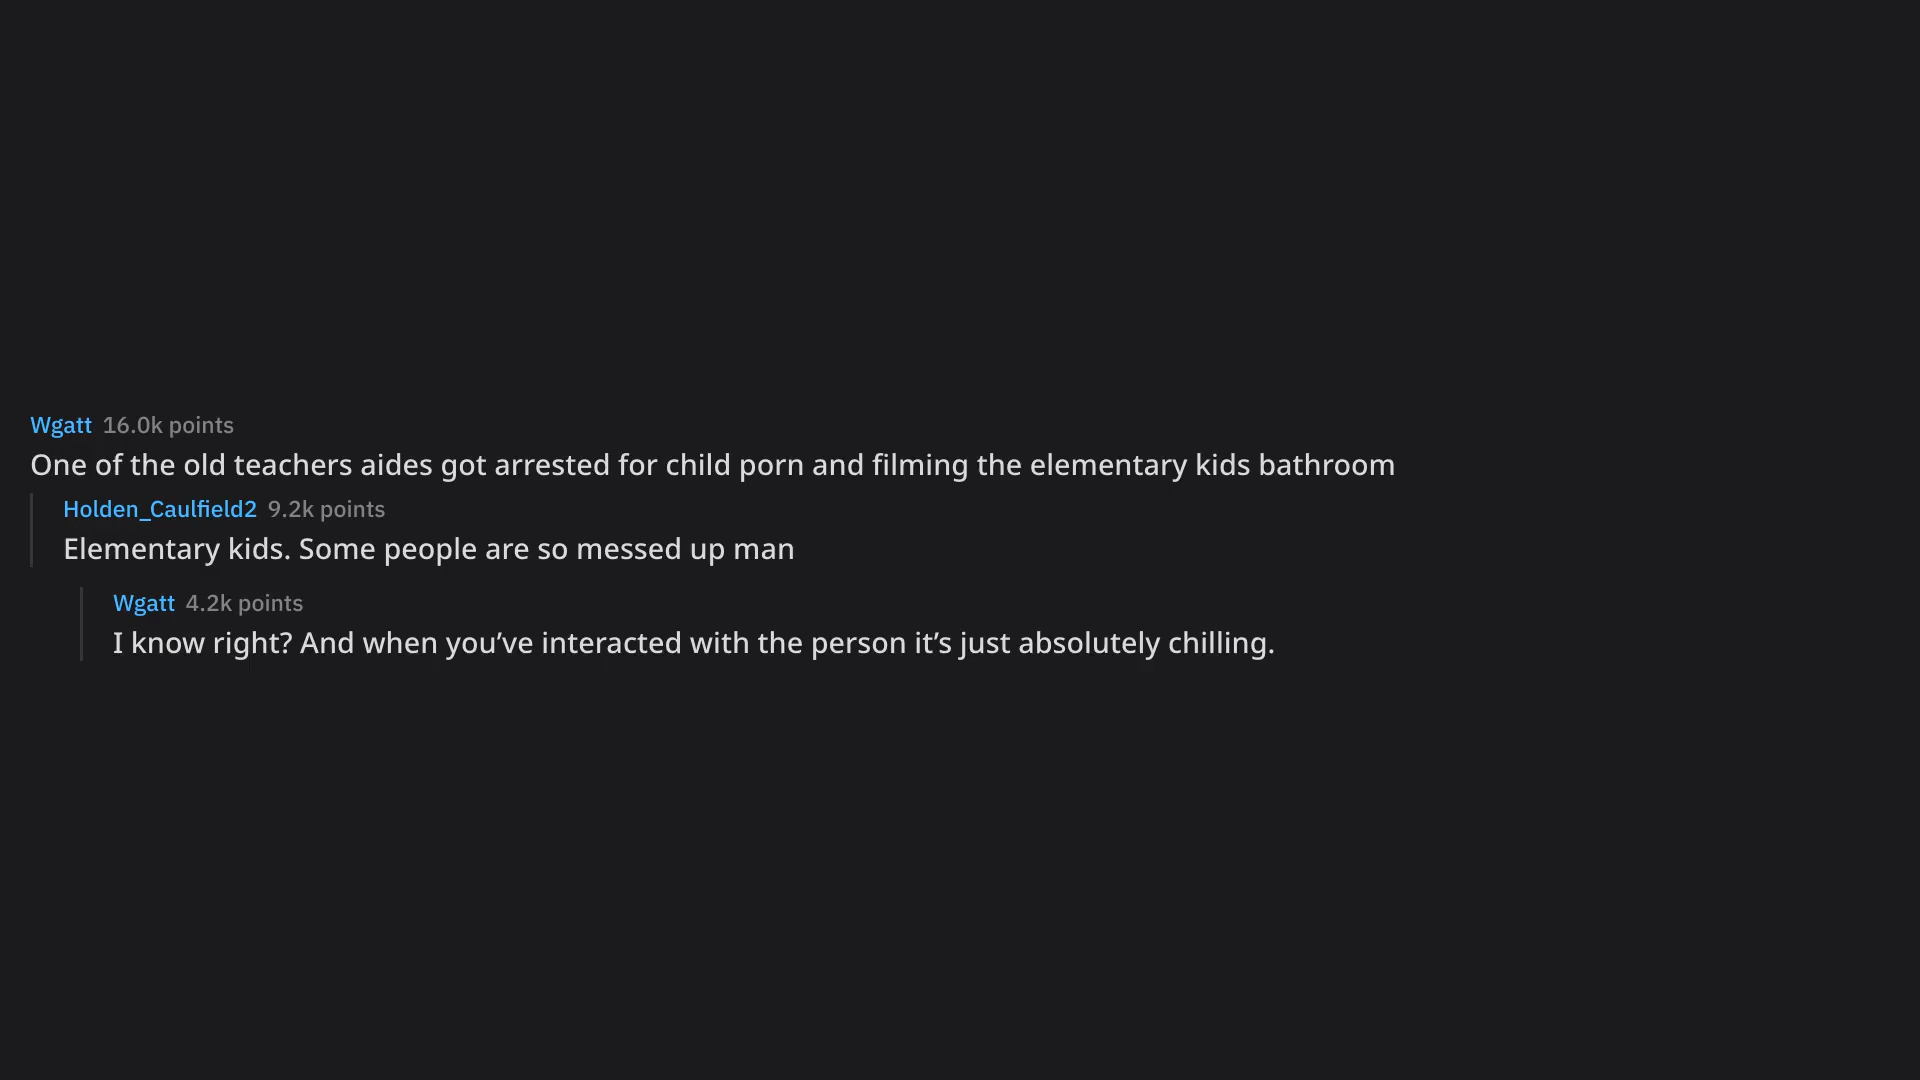 Wgatt 16.0k points
One of the old teachers aides got arrested for child porn and filming the elementary kids bathroom
Holden_Caulfield2 9.2k points
Elementary kids. Some people are so messed up man
Wgatt 4.2k points
I know right? And when you’ve interacted with the person it’s just absolutely chilling.